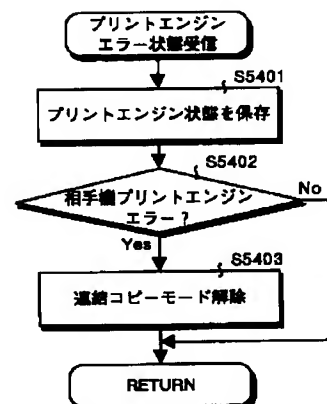 プリントエンジン
エラー状態受信
S5401
プリントエンジン状態を保存
S5402
相手機プリントエンジン
エラー？
No
Yes
S5403
連結コピーモード解除
RETURN